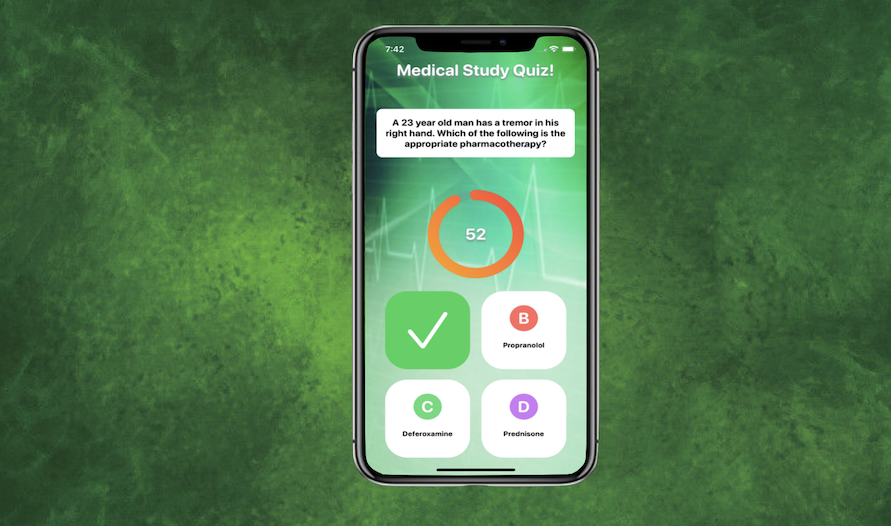 7:42
Medical Study Quiz!
A 23 year old man has a tremor in his
right hand. Which of the following is the
appropriate pharmacotherapy?
52
B
Propranolol
C
Deferoxamine
D
Prednisone